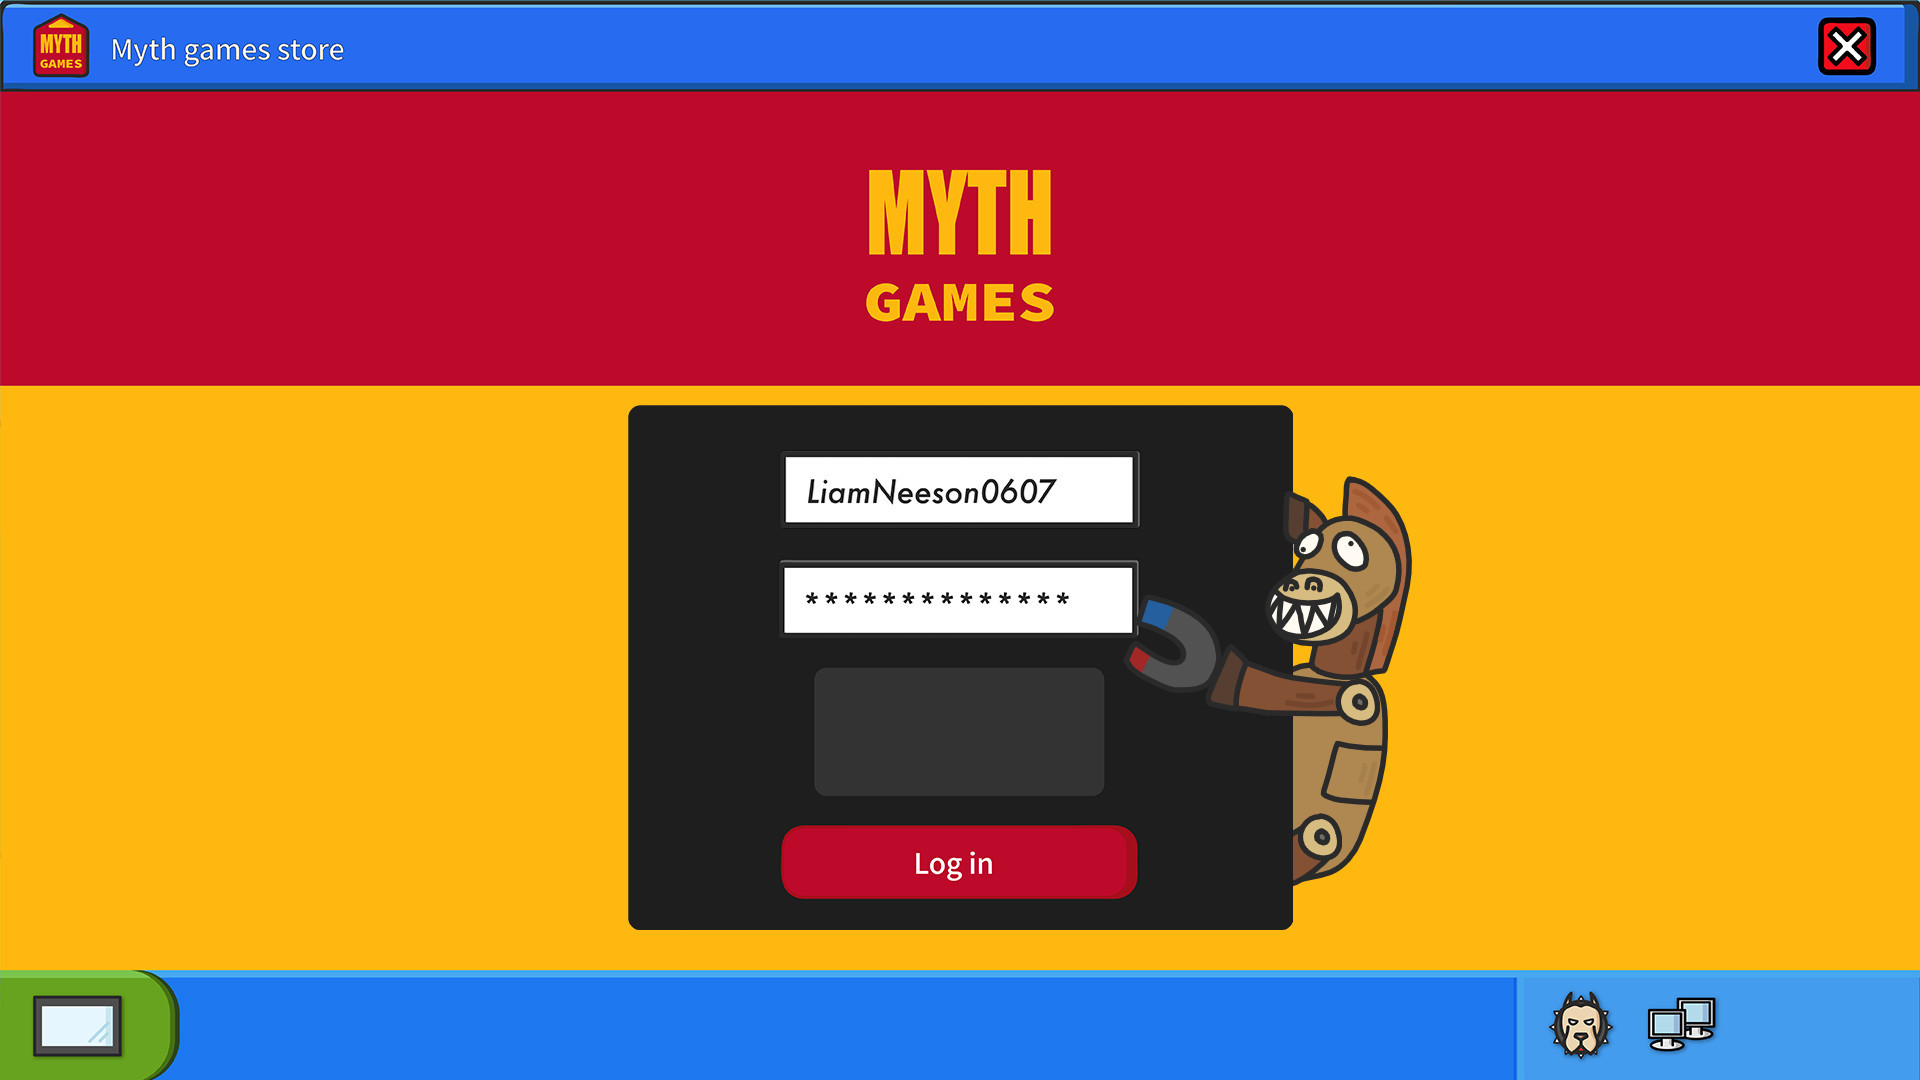 MYTH
GAMES
Myth games store
MYTH
GAMES
LiamNeeson0607
**************
Log in